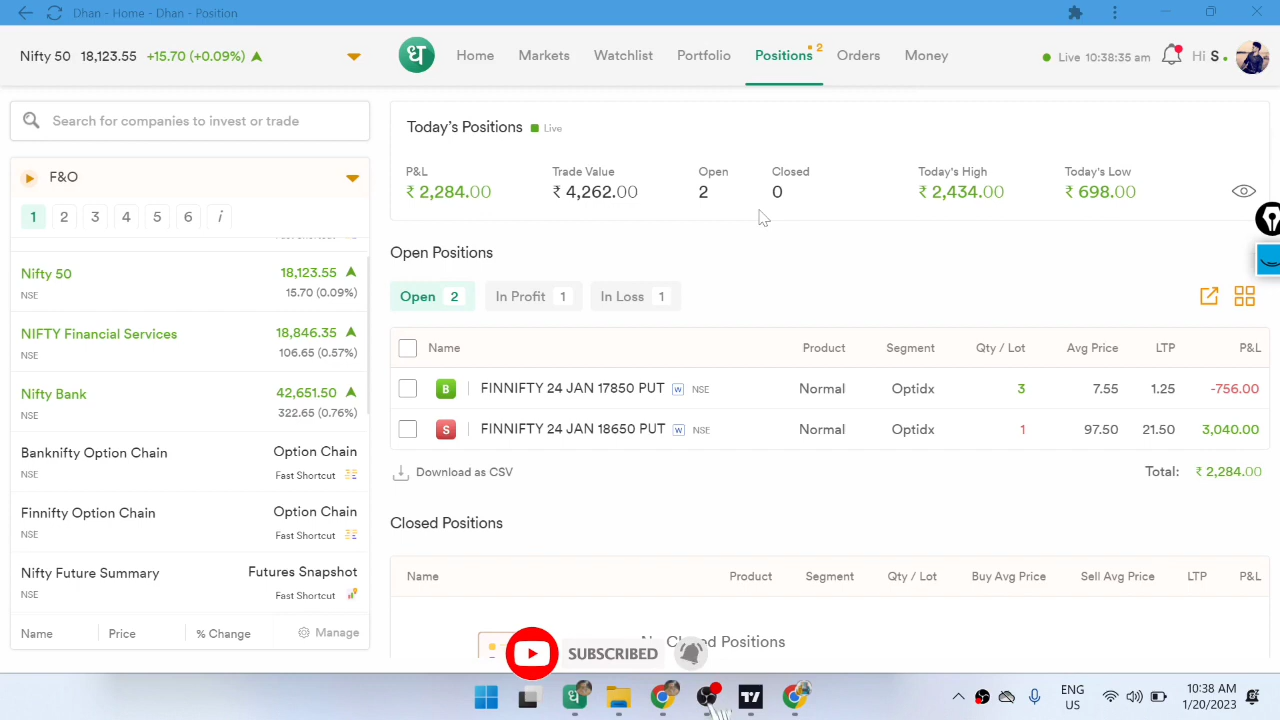 Dhan - Home - Dhan - Position
Nifty 50 18,123.55 +15.70 (+0.09%)
ध
Home Markets Watchlist Portfolio Positions 2 Orders Money
Live 10:38:35 am
Hi S
Search for companies to invest or trade
F&O
1 2 3 4 5 6 i
Fast Shortcut
Nifty 50 18,123.55
NSE 15.70 (0.09%)
NIFTY Financial Services 18,846.35
NSE 106.65 (0.57%)
Nifty Bank 42,651.50
NSE 322.65 (0.76%)
Banknifty Option Chain Option Chain
NSE Fast Shortcut
Finnifty Option Chain Option Chain
NSE Fast Shortcut
Nifty Future Summary Futures Snapshot
NSE Fast Shortcut
Name Price % Change Manage
Today's Positions Live
P&L Trade Value Open Closed Today's High Today's Low
₹ 2,284.00 ₹ 4,262.00 2 0 ₹ 2,434.00 ₹ 698.00
Open Positions
Open 2 In Profit 1 In Loss 1
Name Product Segment Qty / Lot Avg Price LTP P&L
B FINNIFTY 24 JAN 17850 PUT W NSE Normal Optidx 3 7.55 1.25 -756.00
S FINNIFTY 24 JAN 18650 PUT W NSE Normal Optidx 1 97.50 21.50 3,040.00
Download as CSV Total: ₹ 2,284.00
Closed Positions
Name Product Segment Qty / Lot Buy Avg Price Sell Avg Price LTP P&L
No Closed Positions
SUBSCRIBED
ENG
US
10:38 AM
1/20/2023